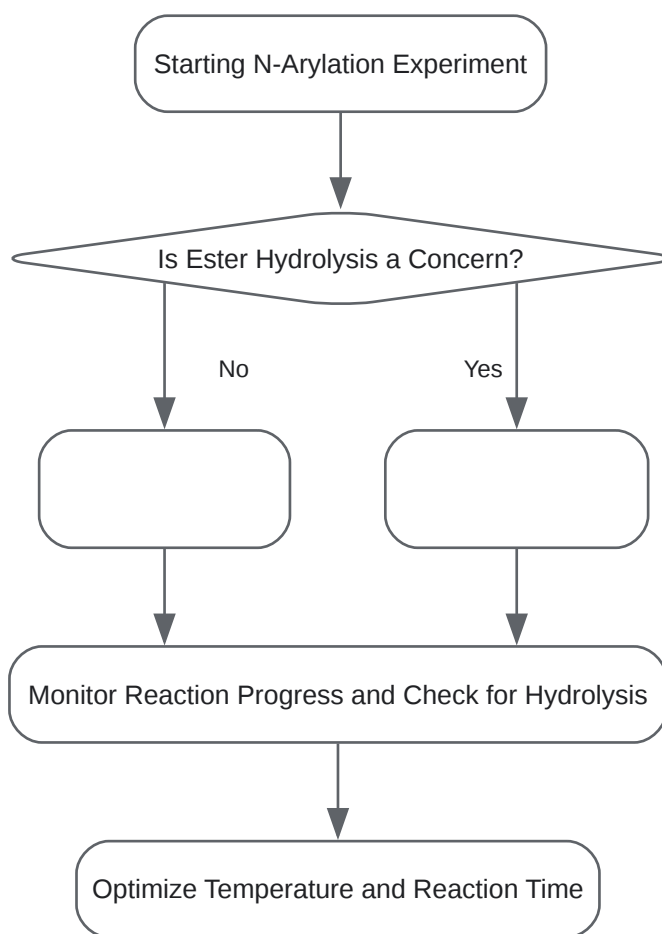 Starting N-Arylation Experiment
Is Ester Hydrolysis a Concern?
No
Yes
Monitor Reaction Progress and Check for Hydrolysis
Optimize Temperature and Reaction Time